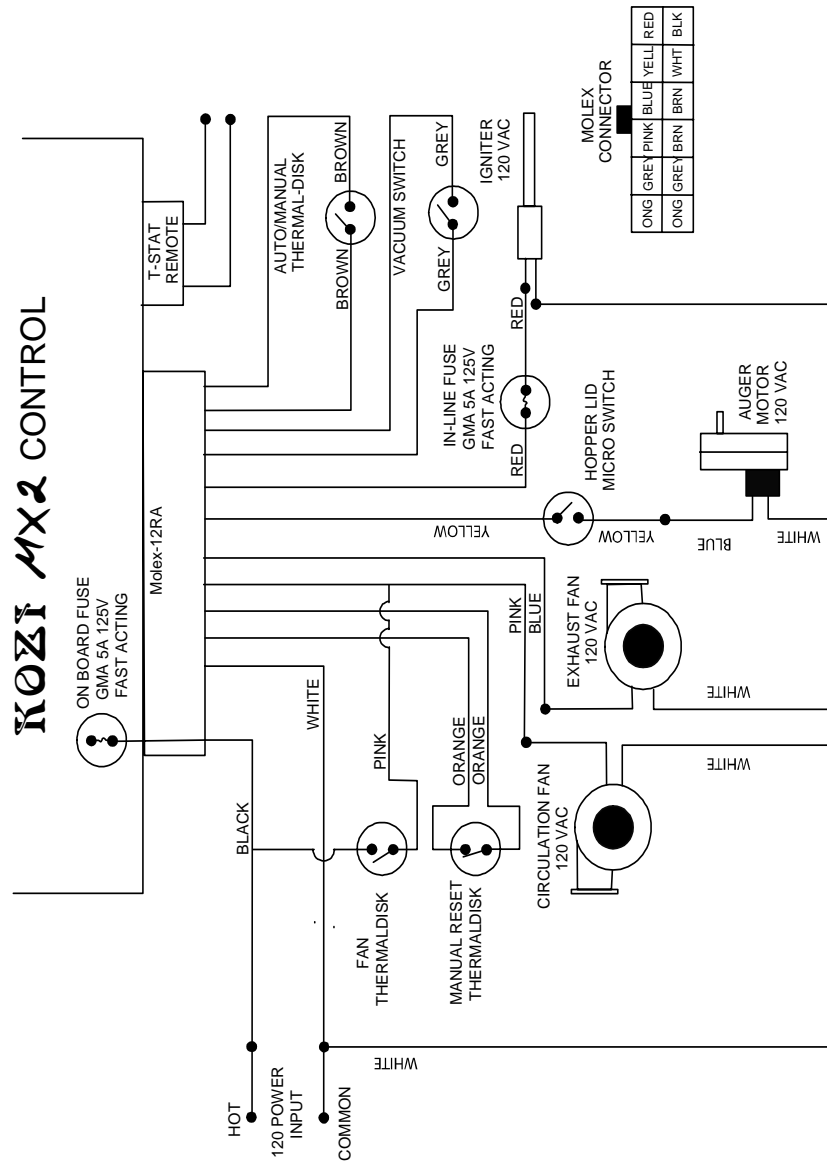 KOZI MX2 CONTROL
ON BOARD FUSE
GMA 5A 125V
FAST ACTING
Molex-12RA
T-STAT
REMOTE
HOT
120 POWER
INPUT
COMMON
BLACK
WHITE
WHITE
FAN
THERMALDISK
PINK
MANUAL RESET
THERMALDISK
ORANGE
ORANGE
CIRCULATION FAN
120 VAC
WHITE
PINK
BLUE
EXHAUST FAN
120 VAC
WHITE
YELLOW
HOPPER LID
MICRO SWITCH
YELLOW
BLUE
AUGER
MOTOR
120 VAC
WHITE
AUTO/MANUAL
THERMAL-DISK
BROWN
BROWN
VACUUM SWITCH
GREY
GREY
IN-LINE FUSE
GMA 5A 125V
FAST ACTING
RED
RED
IGNITER
120 VAC
MOLEX
CONNECTOR
ONG GREY PINK BLUE YELL RED
ONG GREY BRN BRN WHT BLK